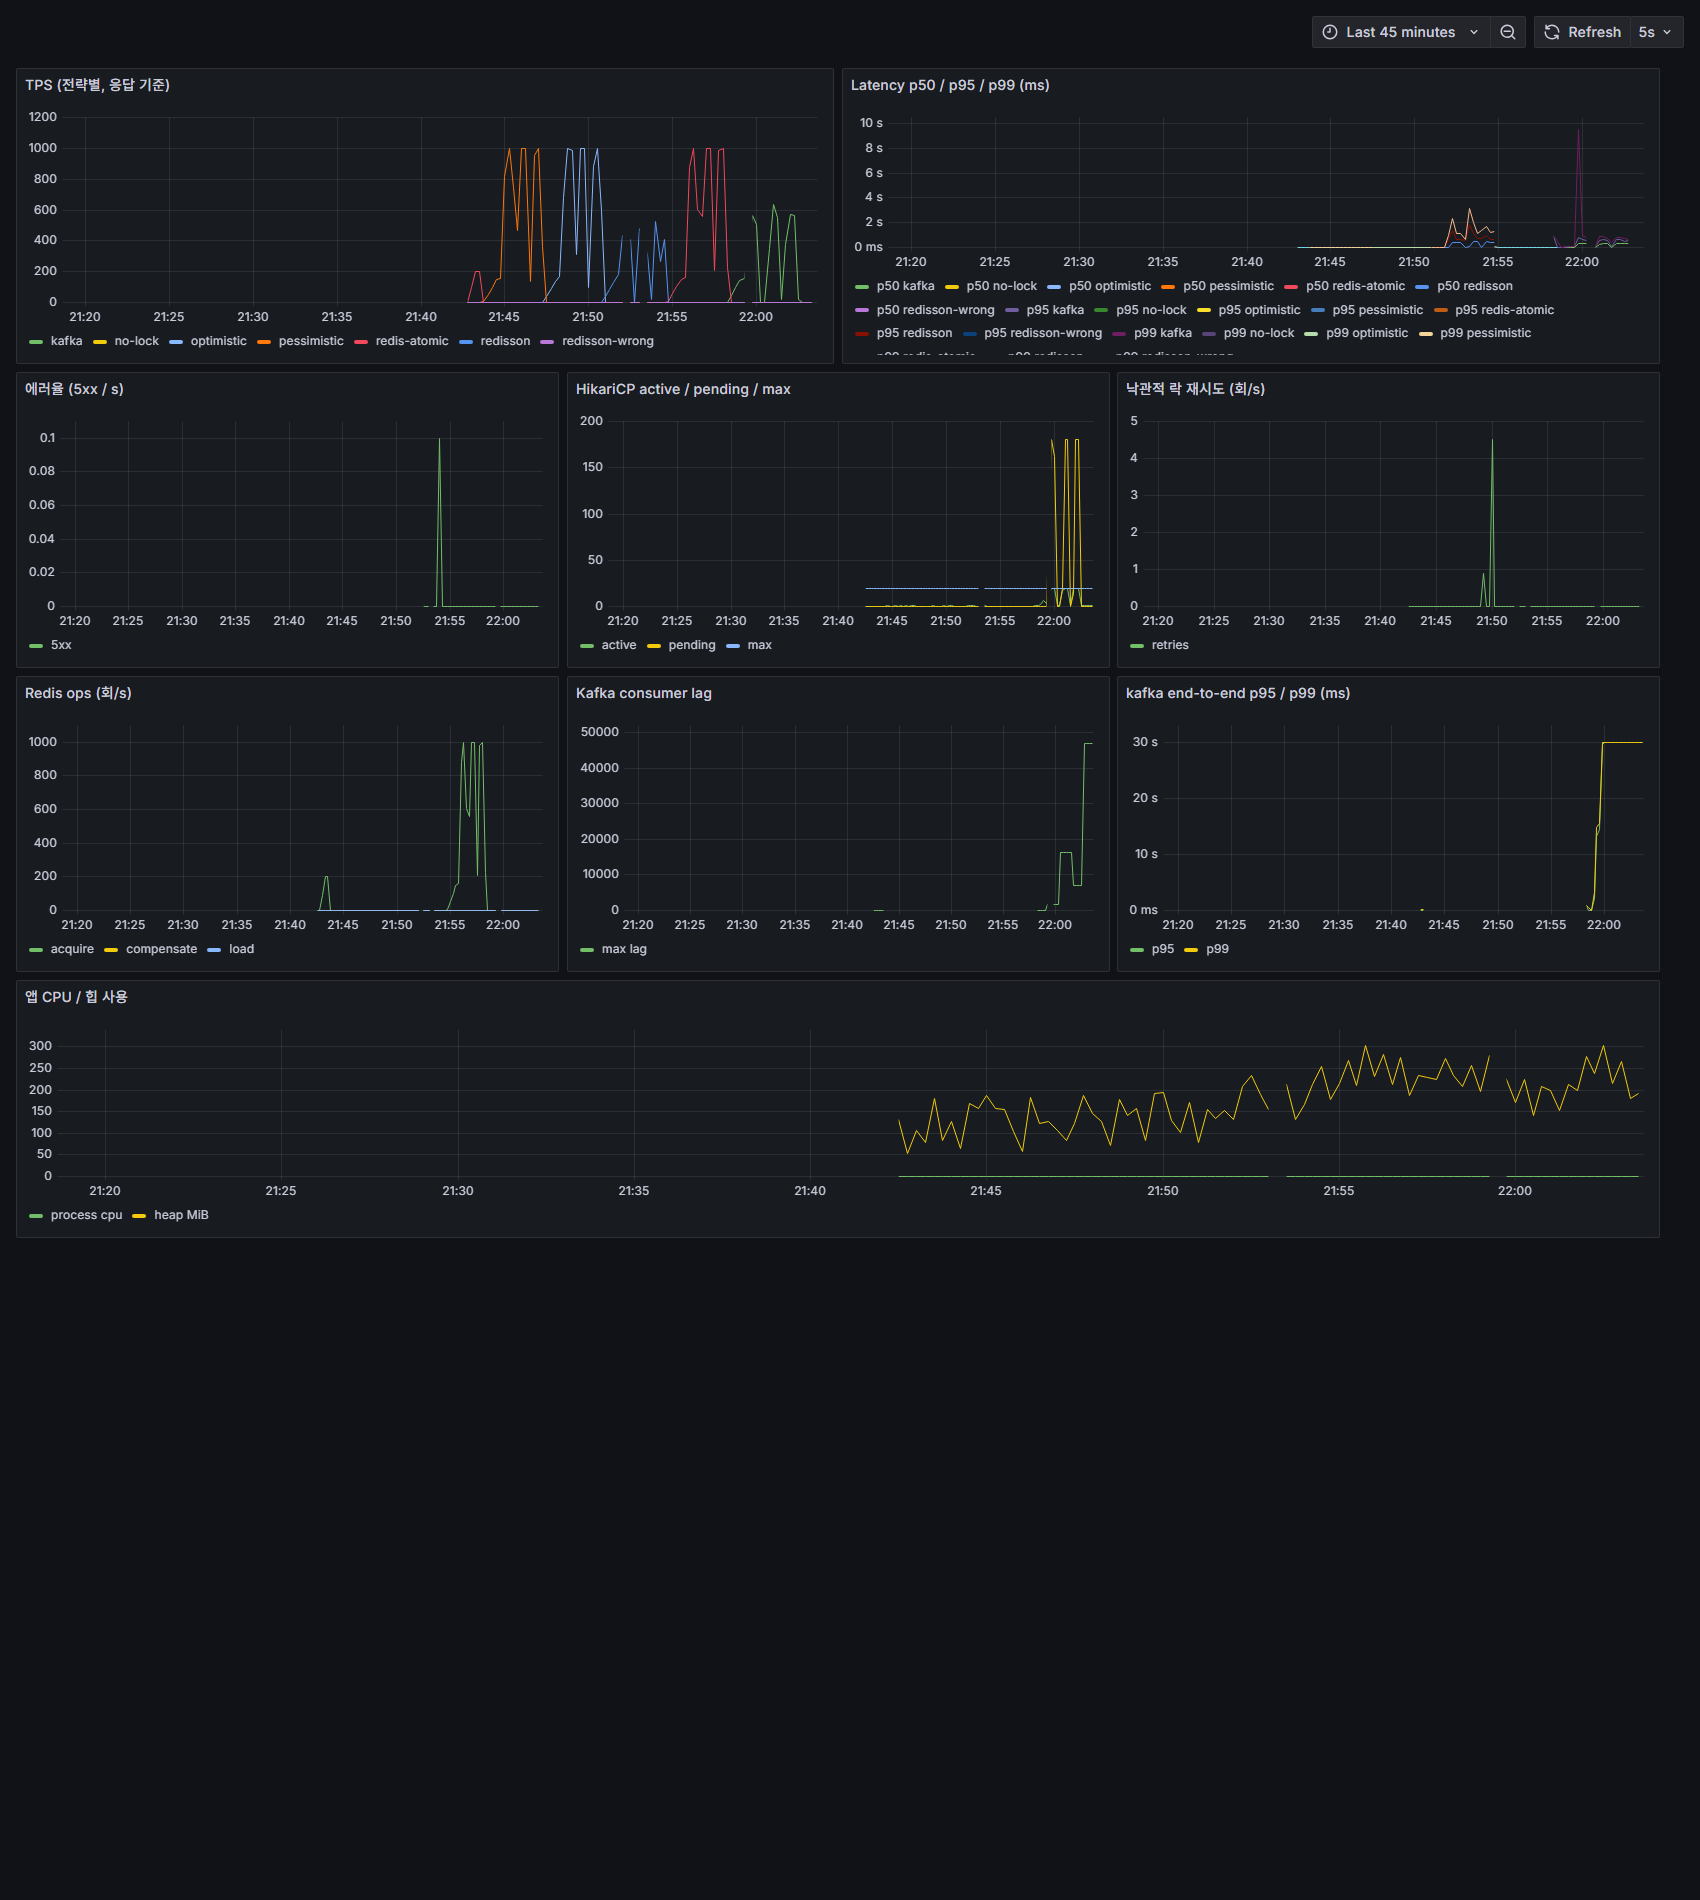 Last 45 minutes Refresh 5s
TPS (전략별, 응답 기준)
1200
1000
800
600
400
200
0
21:20 21:25 21:30 21:35 21:40 21:45 21:50 21:55 22:00
kafka no-lock optimistic pessimistic redis-atomic redisson redisson-wrong
Latency p50 / p95 / p99 (ms)
10 s
8 s
6 s
4 s
2 s
0 ms
21:20 21:25 21:30 21:35 21:40 21:45 21:50 21:55 22:00
p50 kafka p50 no-lock p50 optimistic p50 pessimistic p50 redis-atomic p50 redisson
p50 redisson-wrong p95 kafka p95 no-lock p95 optimistic p95 pessimistic p95 redis-atomic
p95 redisson p95 redisson-wrong p99 kafka p99 no-lock p99 optimistic p99 pessimistic
p99 redis-atomic p99 redisson p99 redisson-wrong
에러율 (5xx / s)
0.1
0.08
0.06
0.04
0.02
0
21:20 21:25 21:30 21:35 21:40 21:45 21:50 21:55 22:00
5xx
HikariCP active / pending / max
200
150
100
50
0
21:20 21:25 21:30 21:35 21:40 21:45 21:50 21:55 22:00
active pending max
낙관적 락 재시도 (회/s)
5
4
3
2
1
0
21:20 21:25 21:30 21:35 21:40 21:45 21:50 21:55 22:00
retries
Redis ops (회/s)
1000
800
600
400
200
0
21:20 21:25 21:30 21:35 21:40 21:45 21:50 21:55 22:00
acquire compensate load
Kafka consumer lag
50000
40000
30000
20000
10000
0
21:20 21:25 21:30 21:35 21:40 21:45 21:50 21:55 22:00
max lag
kafka end-to-end p95 / p99 (ms)
30 s
20 s
10 s
0 ms
21:20 21:25 21:30 21:35 21:40 21:45 21:50 21:55 22:00
p95 p99
앱 CPU / 힙 사용
300
250
200
150
100
50
0
21:20 21:25 21:30 21:35 21:40 21:45 21:50 21:55 22:00
process cpu heap MiB